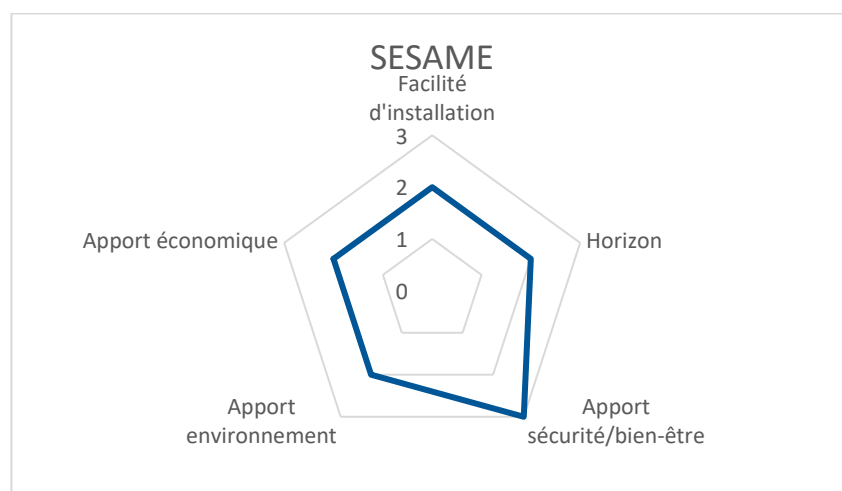 SESAME
Facilité
d'installation
3
2
1
0
Horizon
Apport économique
Apport
environnement
Apport
sécurité/bien-être